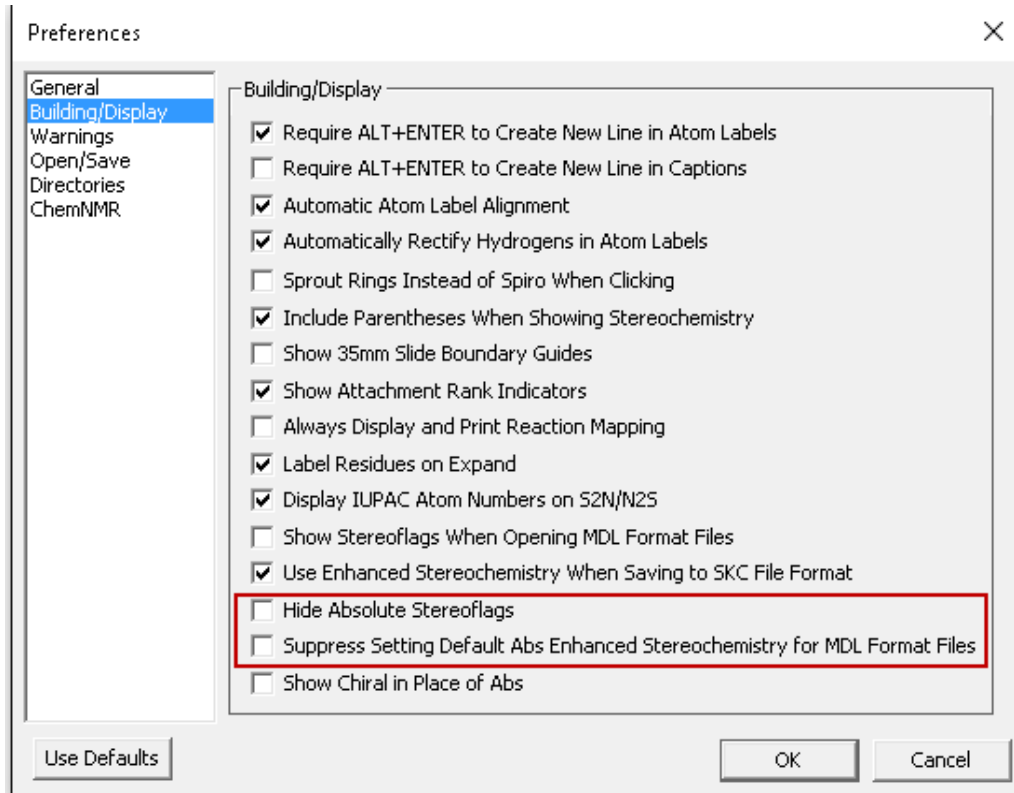 Preferences
General
Building/Display
Warnings
Open/Save
Directories
ChemNMR
Building/Display
Require ALT+ENTER to Create New Line in Atom Labels
Require ALT+ENTER to Create New Line in Captions
Automatic Atom Label Alignment
Automatically Rectify Hydrogens in Atom Labels
Sprout Rings Instead of Spiro When Clicking
Include Parentheses When Showing Stereochemistry
Show 35mm Slide Boundary Guides
Show Attachment Rank Indicators
Always Display and Print Reaction Mapping
Label Residues on Expand
Display IUPAC Atom Numbers on S2N/N2S
Show Stereoflags When Opening MDL Format Files
Use Enhanced Stereochemistry When Saving to SKC File Format
Hide Absolute Stereoflags
Suppress Setting Default Abs Enhanced Stereochemistry for MDL Format Files
Show Chiral in Place of Abs
Use Defaults
OK
Cancel